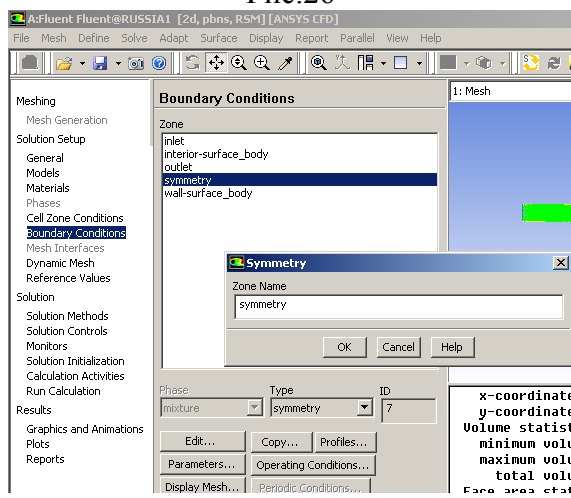 Рис.26
A:Fluent Fluent@RUSSIA1 [2d, pbns, RSM] [ANSYS CFD]
File Mesh Define Solve Adapt Surface Display Report Parallel View Help
Meshing
Mesh Generation
Solution Setup
General
Models
Materials
Phases
Cell Zone Conditions
Boundary Conditions
Mesh Interfaces
Dynamic Mesh
Reference Values
Solution
Solution Methods
Solution Controls
Monitors
Solution Initialization
Calculation Activities
Run Calculation
Results
Graphics and Animations
Plots
Reports
Boundary Conditions
Zone
inlet
interior-surface_body
outlet
symmetry
wall-surface_body
Phase Type ID
mixture symmetry 7
Edit... Copy... Profiles...
Parameters... Operating Conditions...
Display Mesh... Periodic Conditions...
1: Mesh
Symmetry
Zone Name
symmetry
OK Cancel Help
x-coordinate
y-coordinate
Volume statist
minimum volu
maximum volu
total volu
Face area stat